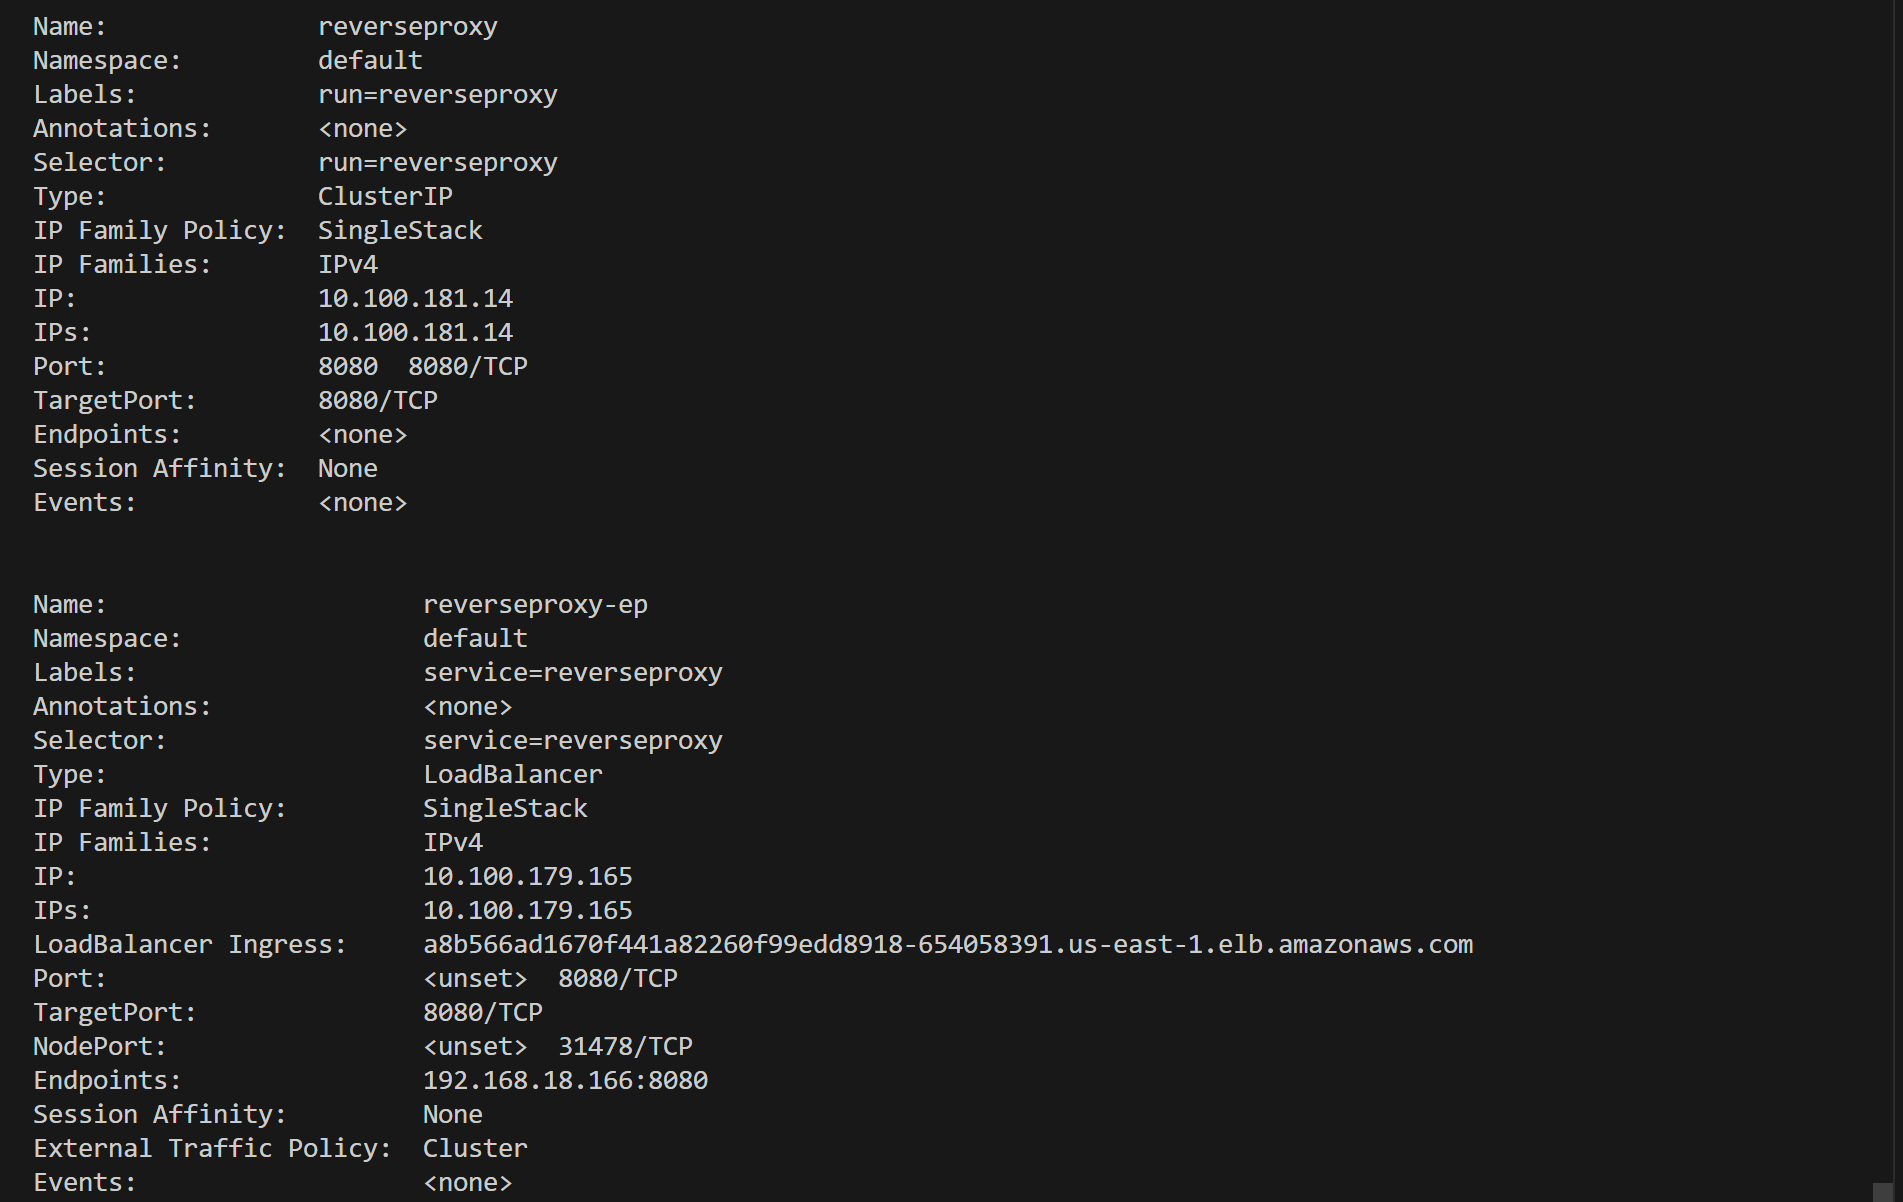 Name:              reverseproxy
Namespace:         default
Labels:            run=reverseproxy
Annotations:       <none>
Selector:          run=reverseproxy
Type:              ClusterIP
IP Family Policy:  SingleStack
IP Families:       IPv4
IP:                10.100.181.14
IPs:               10.100.181.14
Port:              8080  8080/TCP
TargetPort:        8080/TCP
Endpoints:         <none>
Session Affinity:  None
Events:            <none>
Name:                     reverseproxy-ep
Namespace:                default
Labels:                   service=reverseproxy
Annotations:              <none>
Selector:                 service=reverseproxy
Type:                     LoadBalancer
IP Family Policy:         SingleStack
IP Families:              IPv4
IP:                       10.100.179.165
IPs:                      10.100.179.165
LoadBalancer Ingress:     a8b566ad1670f441a82260f99edd8918-654058391.us-east-1.elb.amazonaws.com
Port:                     <unset>  8080/TCP
TargetPort:               8080/TCP
NodePort:                 <unset>  31478/TCP
Endpoints:                192.168.18.166:8080
Session Affinity:         None
External Traffic Policy:  Cluster
Events:                   <none>